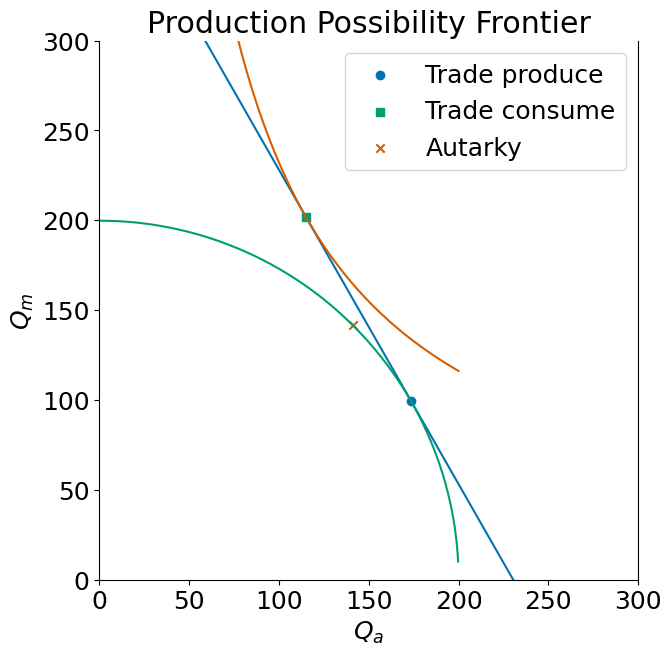 Production Possibility Frontier
Trade produce
Trade consume
Autarky
300
250
200
150
100
50
0
Q_m
0 50 100 150 200 250 300
Q_a